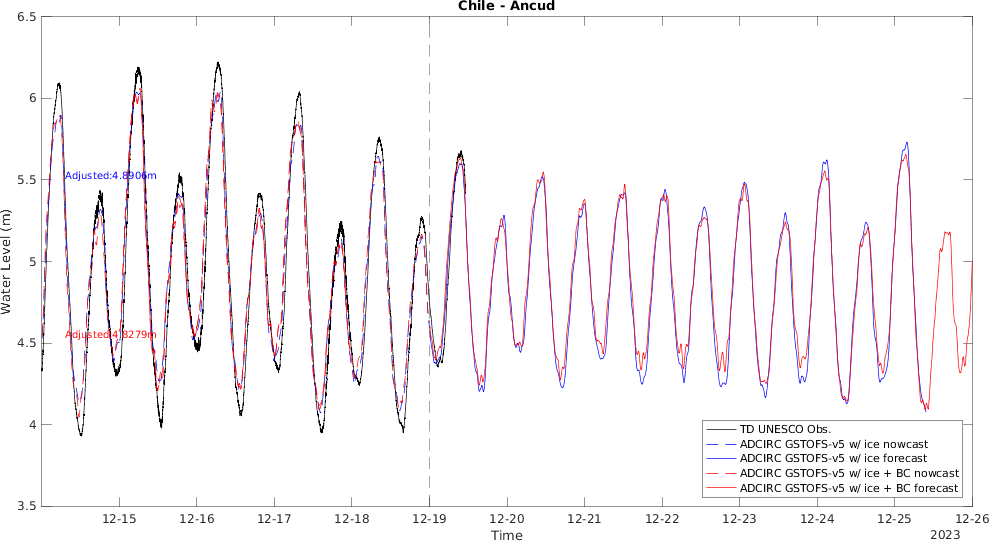 Chile - Ancud
6.5
6
5.5
5
4.5
4
3.5
Water Level (m)
Adjusted:4.8906m
Adjusted:4.8279m
TD UNESCO Obs.
ADCIRC GSTOFS-v5 w/ ice nowcast
ADCIRC GSTOFS-v5 w/ ice forecast
ADCIRC GSTOFS-v5 w/ ice + BC nowcast
ADCIRC GSTOFS-v5 w/ ice + BC forecast
12-15 12-16 12-17 12-18 12-19 12-20 12-21 12-22 12-23 12-24 12-25 12-26
Time
2023